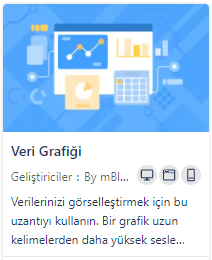 Veri Grafiği
Geliştiriciler : By mBl...
Verilerinizi görselleştirmek için bu
uzantıyı kullanın. Bir grafik uzun
kelimelerden daha yüksek sesle...